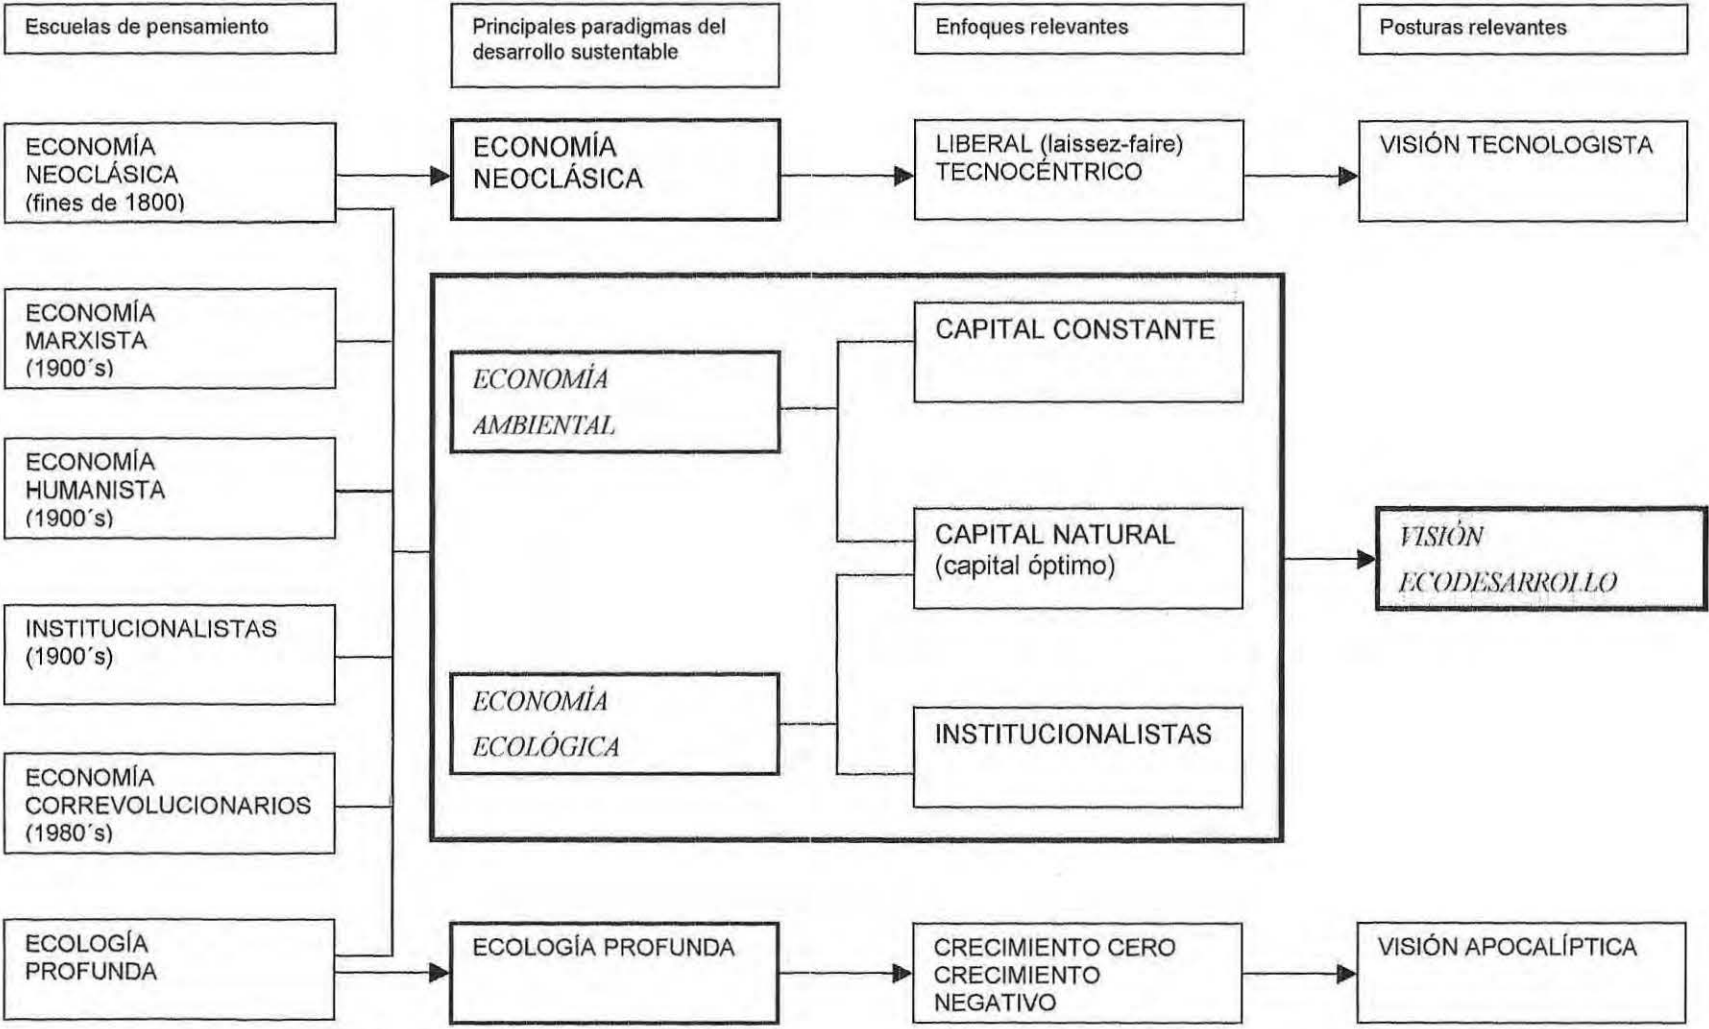 Escuelas de pensamiento
Principales paradigmas del
desarrollo sustentable
Enfoques relevantes
Posturas relevantes
ECONOMÍA
NEOCLÁSICA
(fines de 1800)
ECONOMÍA
NEOCLÁSICA
LIBERAL (laissez-faire)
TECNOCÉNTRICO
VISIÓN TECNOLOGISTA
ECONOMÍA
MARXISTA
(1900´s)
ECONOMÍA
HUMANISTA
(1900´s)
INSTITUCIONALISTAS
(1900´s)
ECONOMÍA
CORREVOLUCIONARIOS
(1980´s)
ECONOMÍA
AMBIENTAL
ECONOMÍA
ECOLÓGICA
CAPITAL CONSTANTE
CAPITAL NATURAL
(capital óptimo)
INSTITUCIONALISTAS
VISIÓN
ECODESARROLLO
ECOLOGÍA
PROFUNDA
ECOLOGÍA PROFUNDA
CRECIMIENTO CERO
CRECIMIENTO
NEGATIVO
VISIÓN APOCALÍPTICA